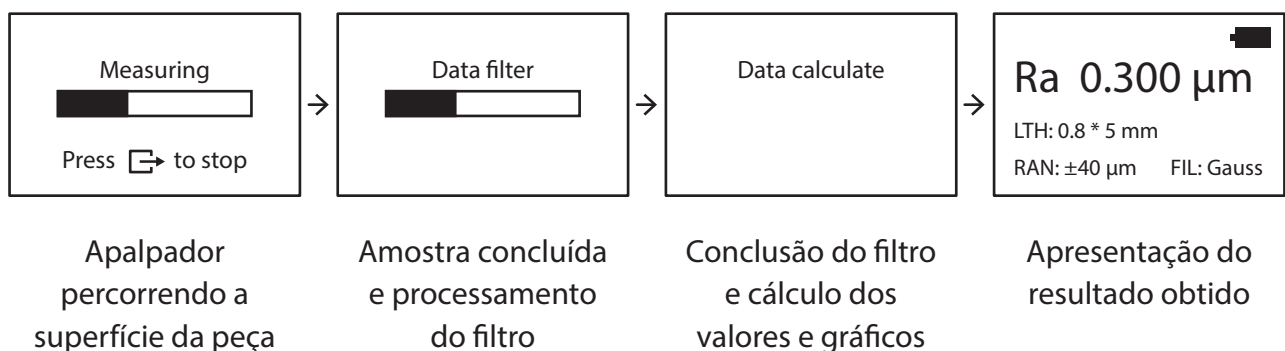 Measuring
Press to stop
Data filter
Data calculate
Ra 0.300 µm
LTH: 0.8 * 5 mm
RAN: ±40 µm FIL: Gauss
Apalpador
percorrendo a
superfície da peça
Amostra concluída
e processamento
do filtro
Conclusão do filtro
e cálculo dos
valores e gráficos
Apresentação do
resultado obtido